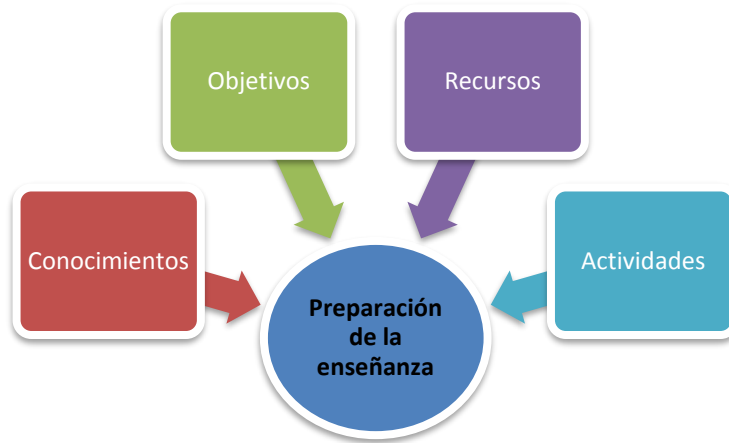 Objetivos
Recursos
Conocimientos
Actividades
Preparación
de la
enseñanza